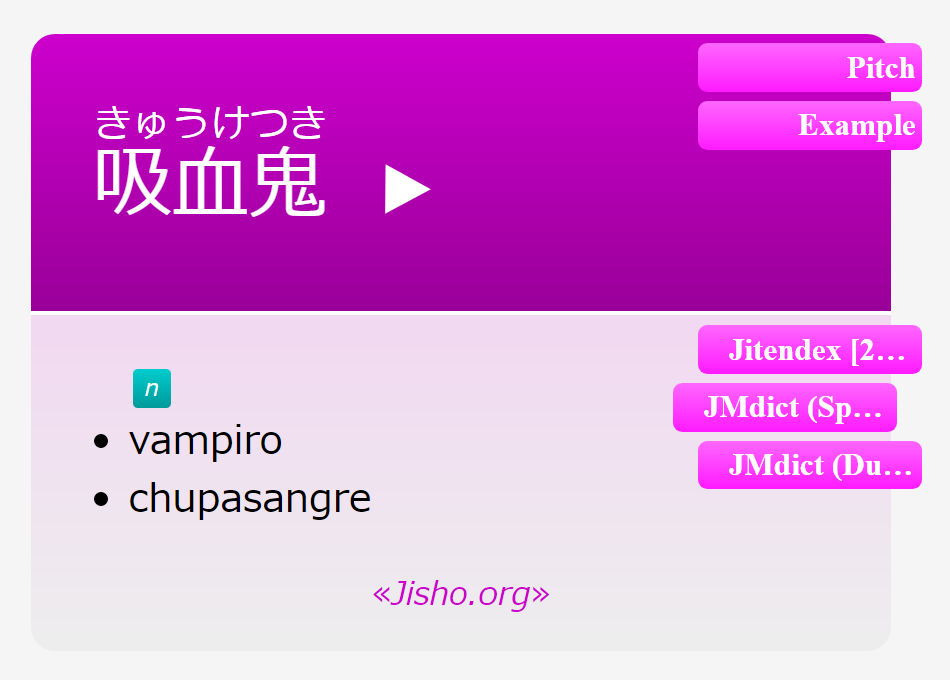 きゅうけつき
吸血鬼
Pitch
Example
n
vampiro
chupasangre
Jitendex [2…
JMdict (Sp…
JMdict (Du…
«Jisho.org»